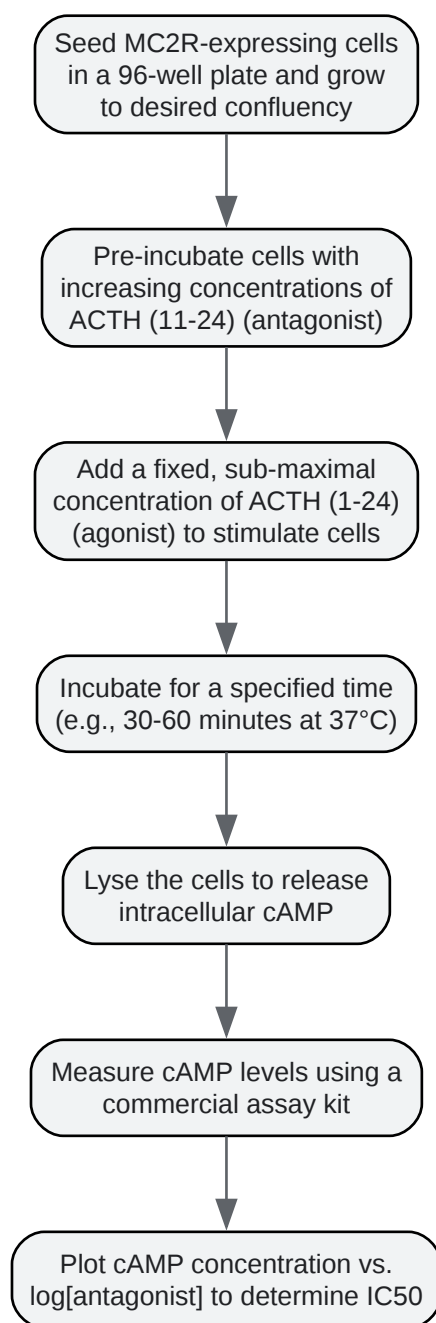 Seed MC2R-expressing cells
in a 96-well plate and grow
to desired confluency
Pre-incubate cells with
increasing concentrations of
ACTH (11-24) (antagonist)
Add a fixed, sub-maximal
concentration of ACTH (1-24)
(agonist) to stimulate cells
Incubate for a specified time
(e.g., 30-60 minutes at 37°C)
Lyse the cells to release
intracellular cAMP
Measure cAMP levels using a
commercial assay kit
Plot cAMP concentration vs.
log[antagonist] to determine IC50